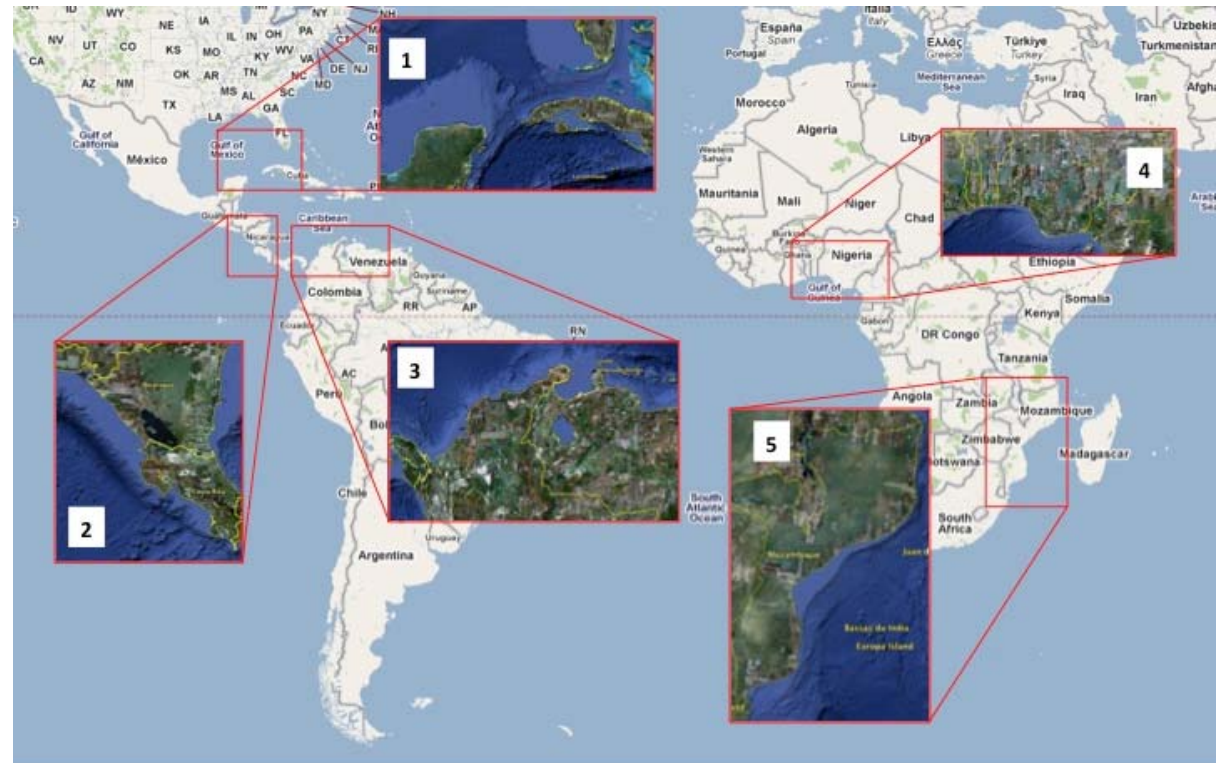 WY
NE
IA
NY
NH
NV
UT
CO
KS
MO
IL
IN
OH
PA
WV
KY
VA
CT
DE
NJ
MD
CA
AZ
NM
OK
AR
TN
NC
SC
MS
AL
GA
TX
LA
FL
1
Gulf of
California
México
Gulf of
Mexico
Cuba
Guatemala
Caribbean
Sea
Nicaragua
Venezuela
Guyana
Suriname
Colombia
RR
AP
Ecuador
RN
AC
Peru
Chile
Argentina
Uruguay
South
Atlantic
Ocean
2
3
España
Spain
Portugal
Italia
Italy
Ελλάς
Greece
Türkiye
Turkey
Uzbekis
Turkmenistan
Mediterranean
Sea
Syria
Iraq
Iran
Afgha
Tunisia
Morocco
Algeria
Libya
Western
Sahara
Mauritania
Mali
Niger
Chad
4
Burkina
Faso
Guinea
Ghana
Nigeria
Gulf of
Guinea
Ethiopia
Somalia
Gabon
Kenya
DR Congo
Tanzania
Angola
Zambia
Mozambique
Zimbabwe
Botswana
Madagascar
South
Africa
5
Mozambique
Juan d
Bassas da India
Europa Island